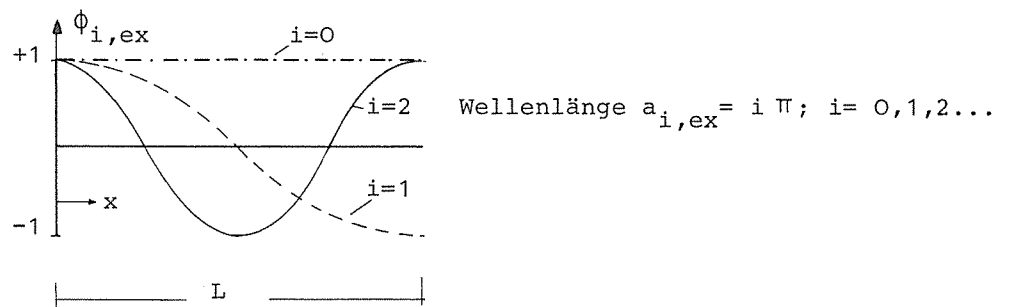 ϕi,ex
+1
i=0
i=2
Wellenlänge ai,ex= i π; i= 0,1,2...
i=1
x
-1
L